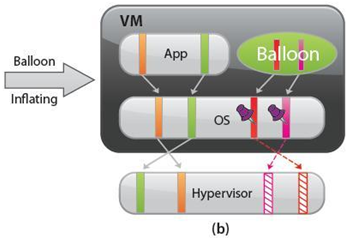 VM
Balloon
Inflating
App
Balloon
OS
Hypervisor
(b)